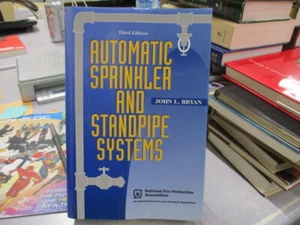 Third Edition
AUTOMATIC
SPRINKLER
AND
JOHN L. BRYAN
STANDPIPE
SYSTEMS
National Fire Protection
Association